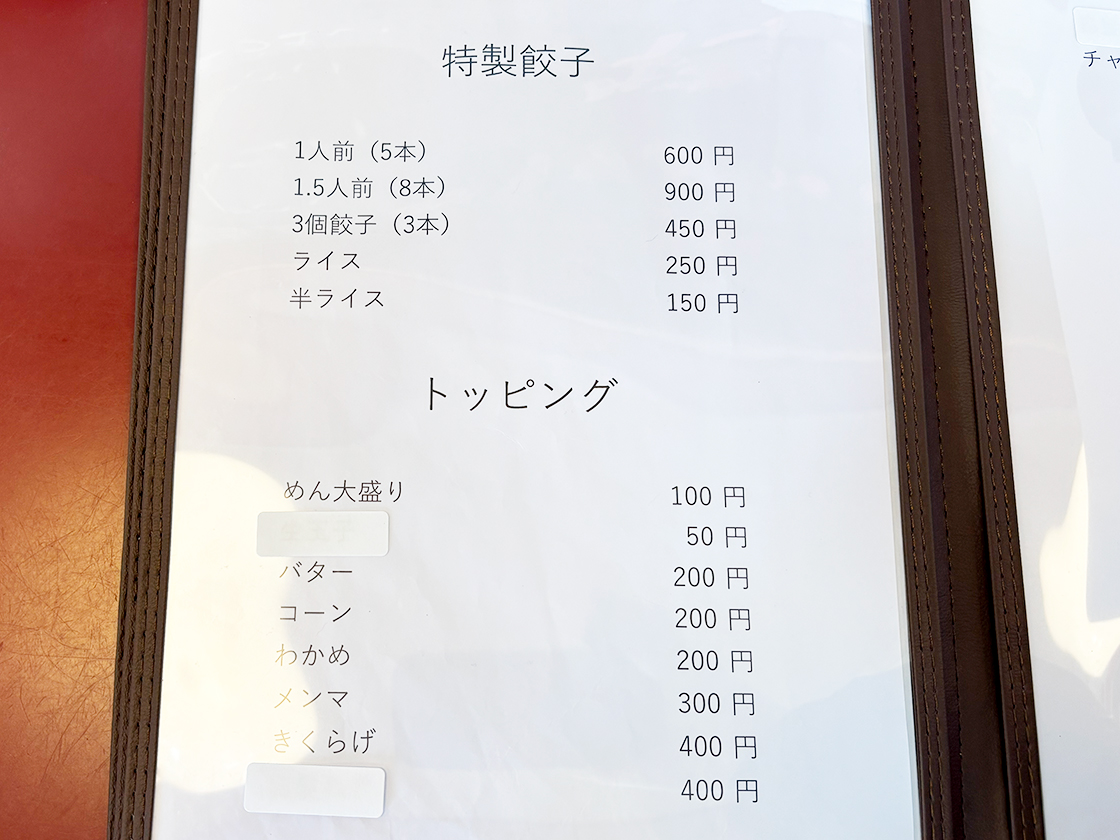 特製餃子
1人前（5本） 600 円
1.5人前（8本） 900 円
3個餃子（3本） 450 円
ライス 250 円
半ライス 150 円
トッピング
めん大盛り 100 円
50 円
バター 200 円
コーン 200 円
わかめ 200 円
メンマ 300 円
きくらげ 400 円
400 円
チャ